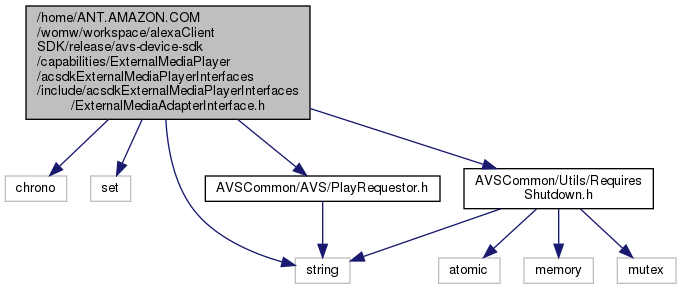 /home/ANT.AMAZON.COM
/womw/workspace/alexaClient
SDK/release/avs-device-sdk
/capabilities/ExternalMediaPlayer
/acsdkExternalMediaPlayerInterfaces
/include/acsdkExternalMediaPlayerInterfaces
/ExternalMediaAdapterInterface.h
chrono
set
AVSCommon/AVS/PlayRequestor.h
AVSCommon/Utils/Requires
Shutdown.h
string
atomic
memory
mutex